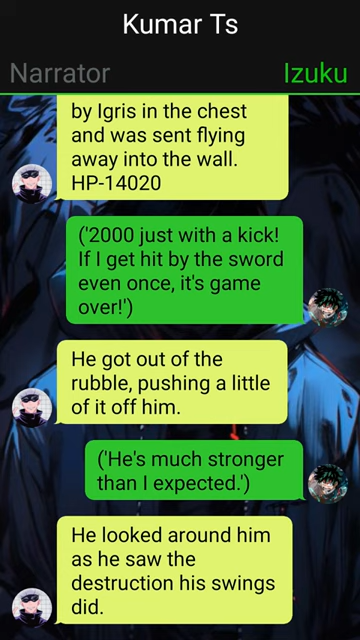 Kumar Ts
Narrator
Izuku
by Igris in the chest
and was sent flying
away into the wall.
HP-14020
('2000 just with a kick!
If I get hit by the sword
even once, it's game
over!')
He got out of the
rubble, pushing a little
of it off him.
('He's much stronger
than I expected.')
He looked around him
as he saw the
destruction his swings
did.